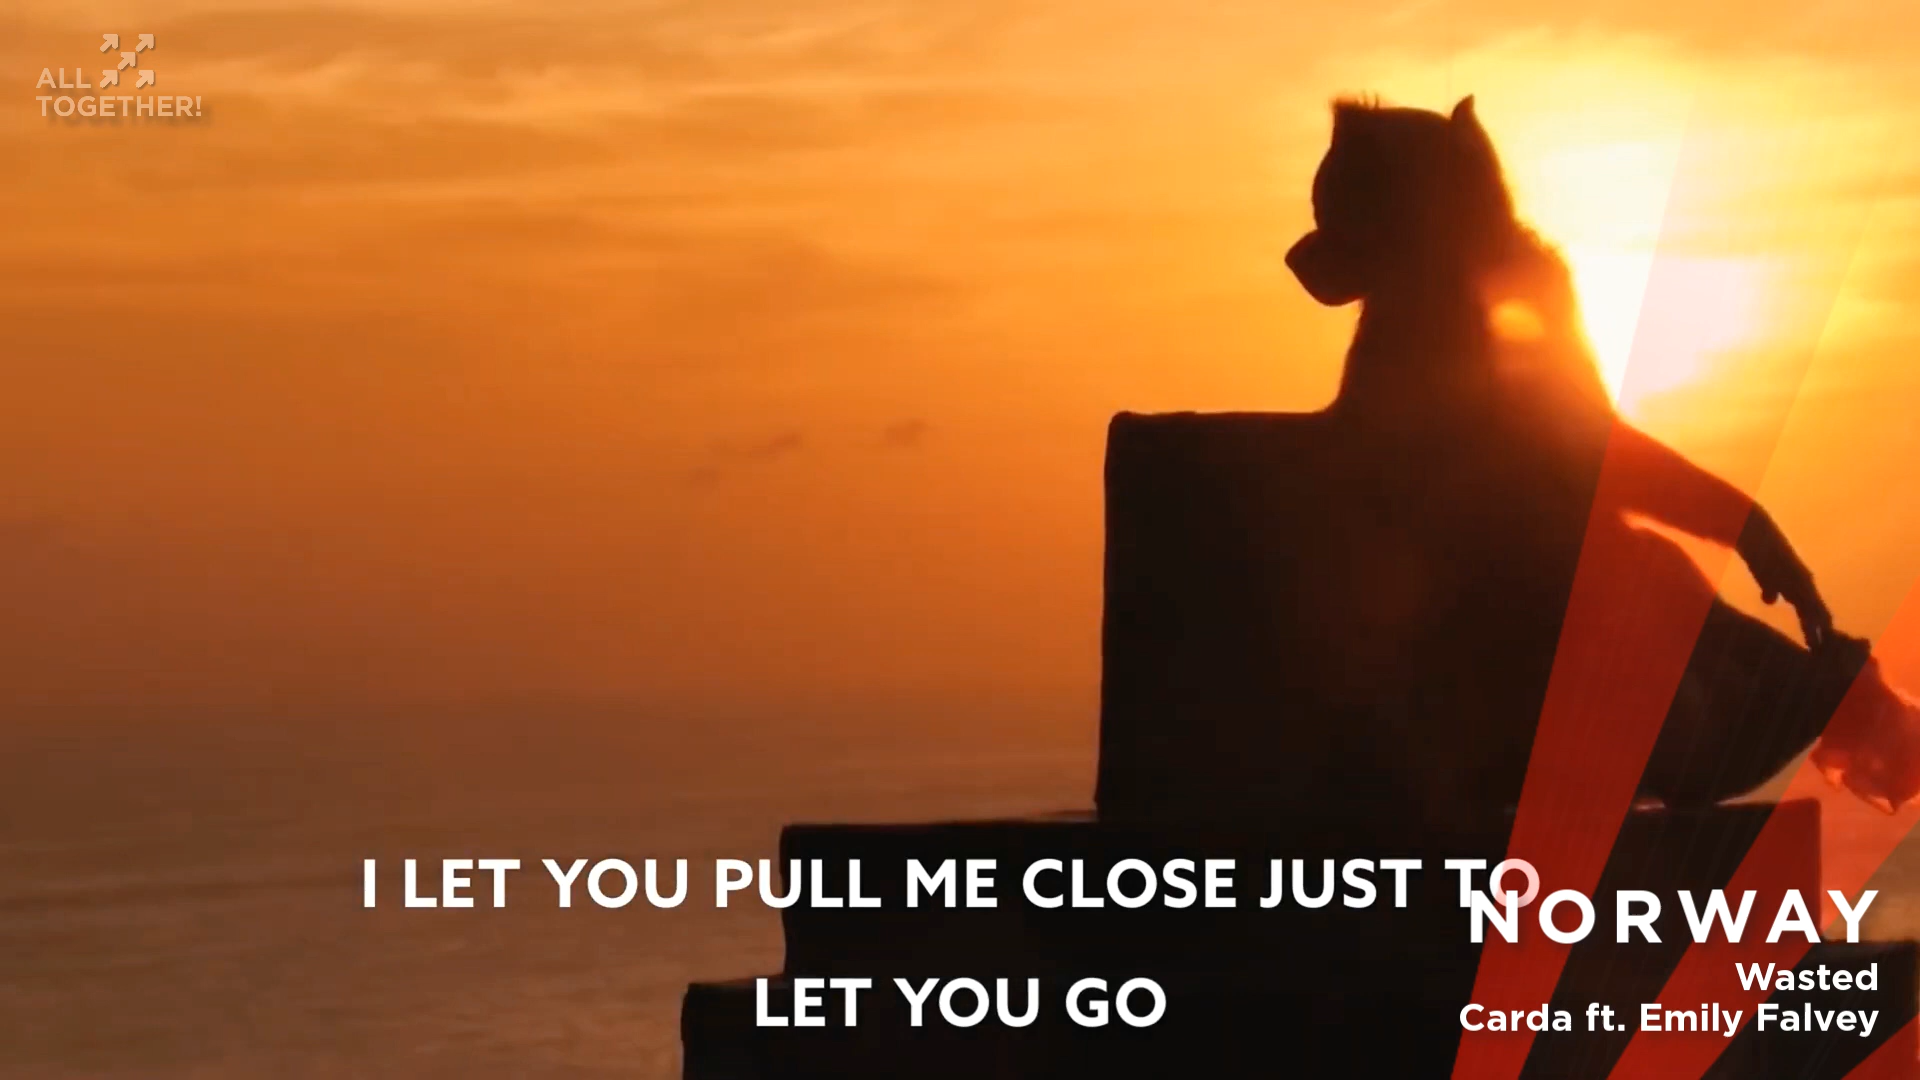 ALL
TOGETHER!
I LET YOU PULL ME CLOSE JUST TO
LET YOU GO
NORWAY
Wasted
Carda ft. Emily Falvey